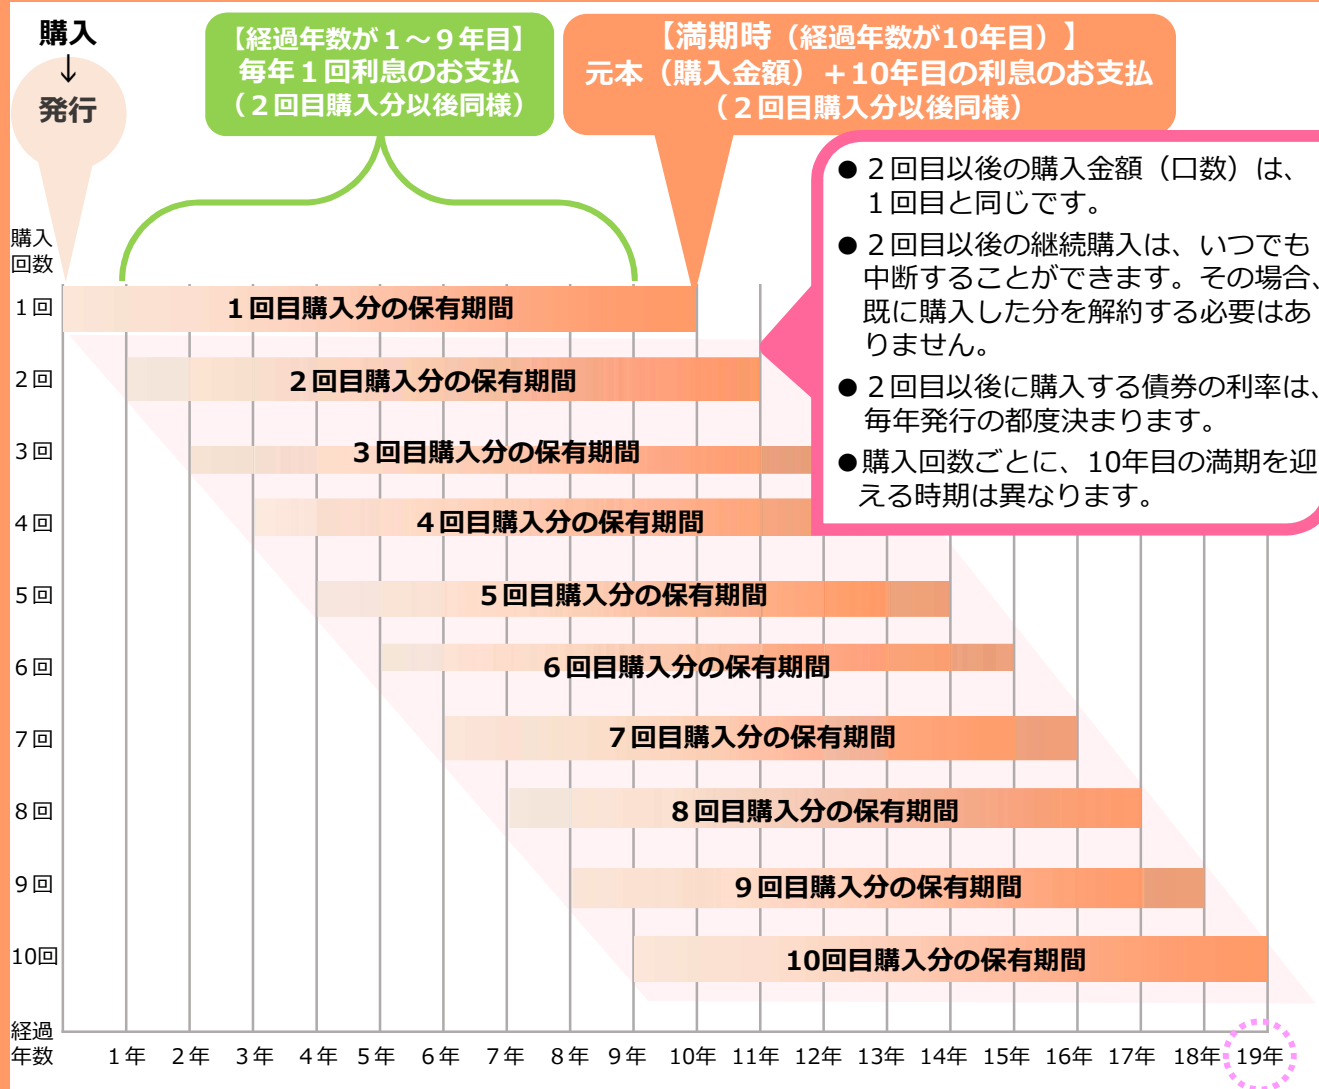 購入
↓
発行
【経過年数が１～９年目】
毎年１回利息のお支払
（２回目購入分以後同様）
【満期時（経過年数が10年目）】
元本（購入金額）＋10年目の利息のお支払
（２回目購入分以後同様）
●２回目以後の購入金額（口数）は、
１回目と同じです。
●２回目以後の継続購入は、いつでも
中断することができます。その場合、
既に購入した分を解約する必要はあ
りません。
●２回目以後に購入する債券の利率は、
毎年発行の都度決まります。
●購入回数ごとに、10年目の満期を迎
える時期は異なります。
購入
回数
１回
１回目購入分の保有期間
２回
２回目購入分の保有期間
３回
３回目購入分の保有期間
４回
４回目購入分の保有期間
５回
５回目購入分の保有期間
６回
６回目購入分の保有期間
７回
７回目購入分の保有期間
８回
８回目購入分の保有期間
９回
９回目購入分の保有期間
10回
10回目購入分の保有期間
経過
年数
１年 ２年 ３年 ４年 ５年 ６年 ７年 ８年 ９年 10年 11年 12年 13年 14年 15年 16年 17年 18年 19年